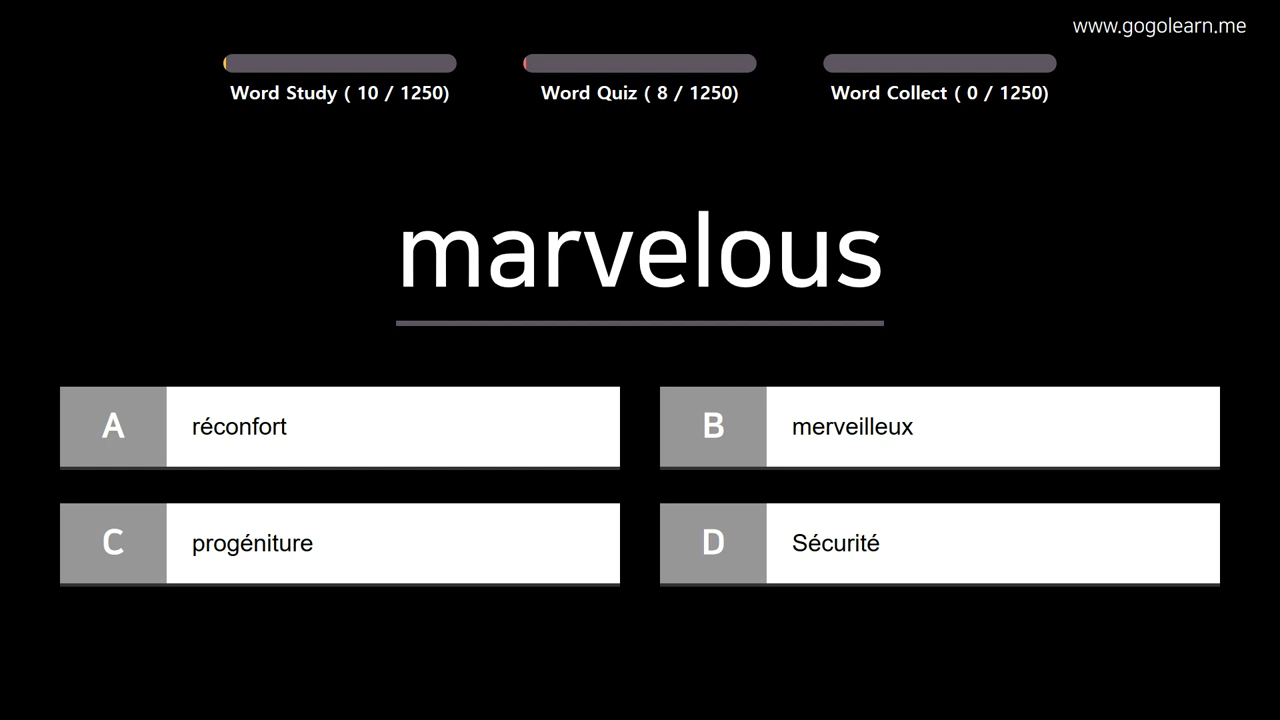 www.gogolearn.me
Word Study ( 10 / 1250)
Word Quiz ( 8 / 1250)
Word Collect ( 0 / 1250)
marvelous
A réconfort
B merveilleux
C progéniture
D Sécurité